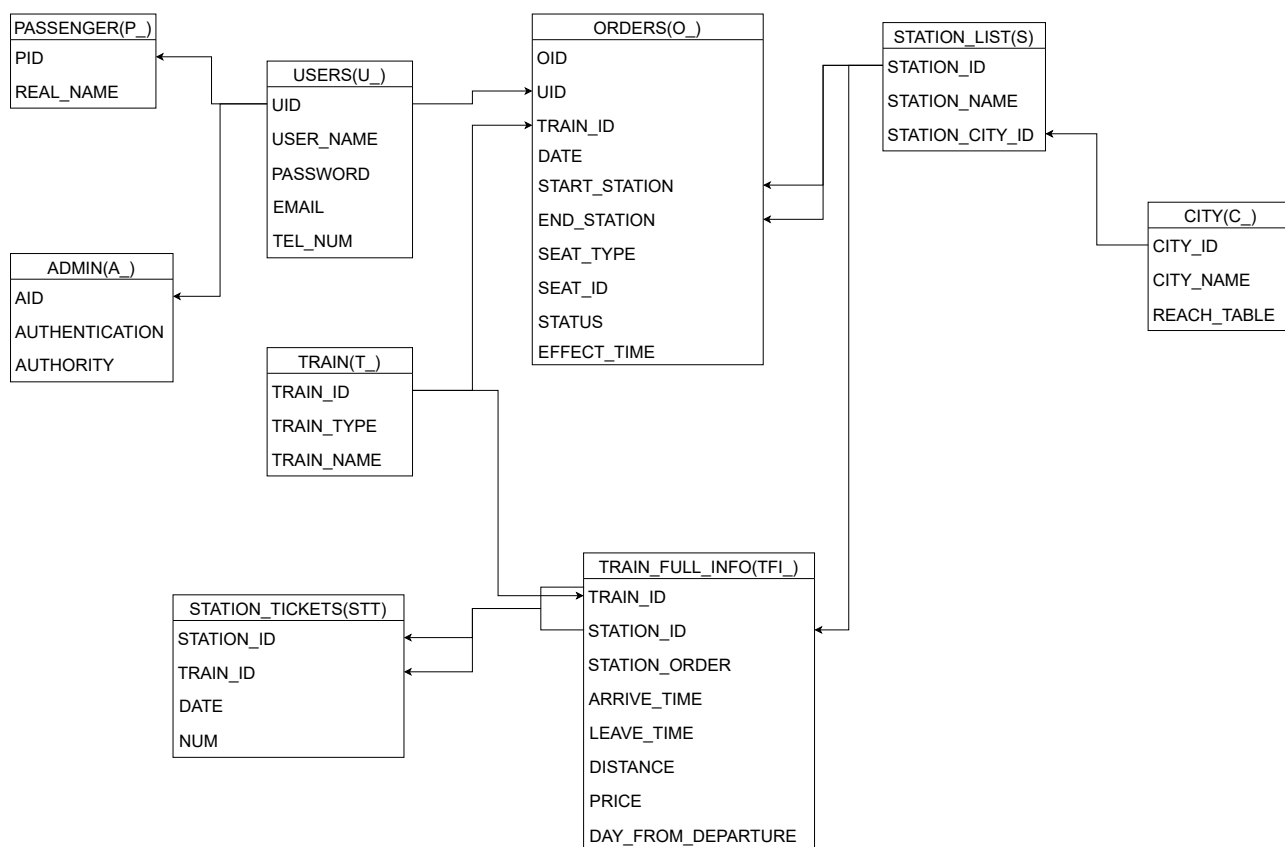 PASSENGER(P_)
PID
REAL_NAME
USERS(U_)
UID
USER_NAME
PASSWORD
EMAIL
TEL_NUM
ADMIN(A_)
AID
AUTHENTICATION
AUTHORITY
ORDERS(O_)
OID
UID
TRAIN_ID
DATE
START_STATION
END_STATION
SEAT_TYPE
SEAT_ID
STATUS
EFFECT_TIME
STATION_LIST(S)
STATION_ID
STATION_NAME
STATION_CITY_ID
CITY(C_)
CITY_ID
CITY_NAME
REACH_TABLE
TRAIN(T_)
TRAIN_ID
TRAIN_TYPE
TRAIN_NAME
STATION_TICKETS(STT)
STATION_ID
TRAIN_ID
DATE
NUM
TRAIN_FULL_INFO(TFI_)
TRAIN_ID
STATION_ID
STATION_ORDER
ARRIVE_TIME
LEAVE_TIME
DISTANCE
PRICE
DAY_FROM_DEPARTURE